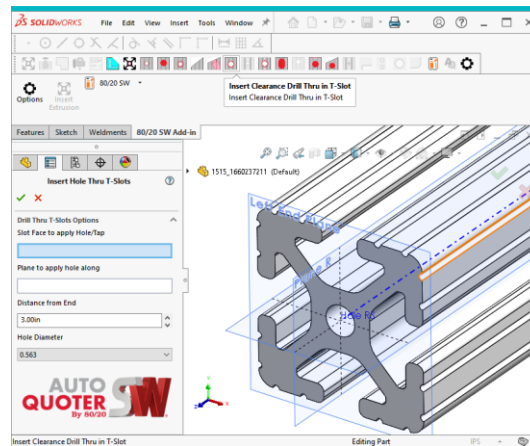 SOLIDWORKS File Edit View Insert Tools Window
Insert Clearance Drill Thru in T-Slot
Insert Clearance Drill Thru in T-Slot
Options
Insert
Extrusion
80/20 SW
Features Sketch Weldments 80/20 SW Add-in
Insert Hole Thru T-Slots
1515_1660237211 (Default)
Drill Thru T-Slots Options
Slot Face to apply Hole/Tap
Plane to apply hole along
Distance from End
3.00in
Hole Diameter
0.563
Left End Plane
Plane R
Hole Rs
AUTO
QUOTER SW
By 80/20
Insert Clearance Drill Thru in T-Slot Editing Part IPS